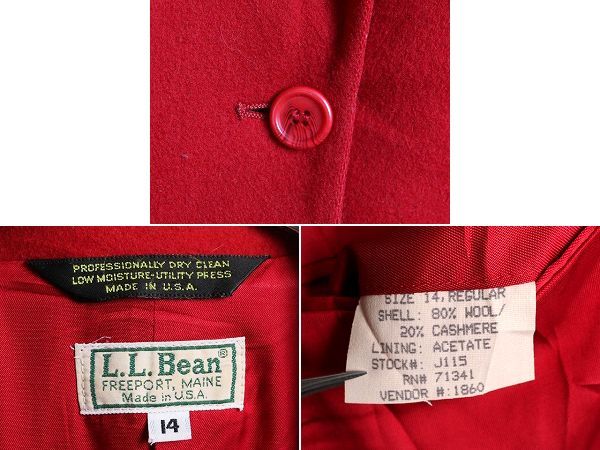 PROFESSIONALLY DRY CLEAN
LOW MOISTURE-UTILITY PRESS
MADE IN U.S.A.
L.L.Bean®
FREEPORT, MAINE
Made in U.S.A.
14
SIZE 14,REGULAR
SHELL: 80% WOOL/
20% CASHMERE
LINING: ACETATE
STOCK#: J115
RN# 71341
VENDOR #:1860